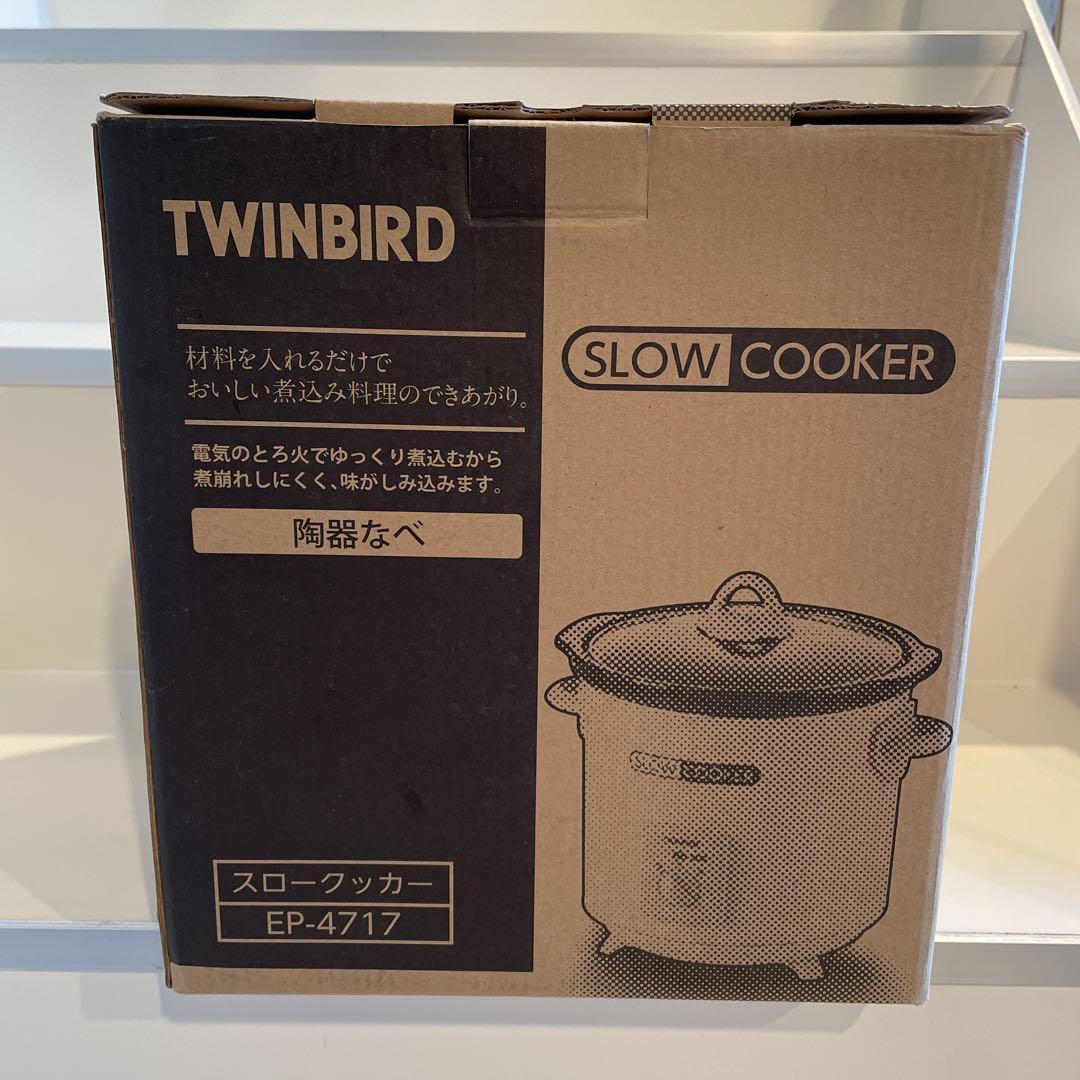 TWINBIRD
材料を入れるだけで
おいしい煮込み料理のできあがり。
電気のとろ火でゆっくり煮込むから
煮崩れしにくく、味がしみ込みます。
陶器なべ
SLOW COOKER
SLOW COOKER
スロークッカー
EP-4717